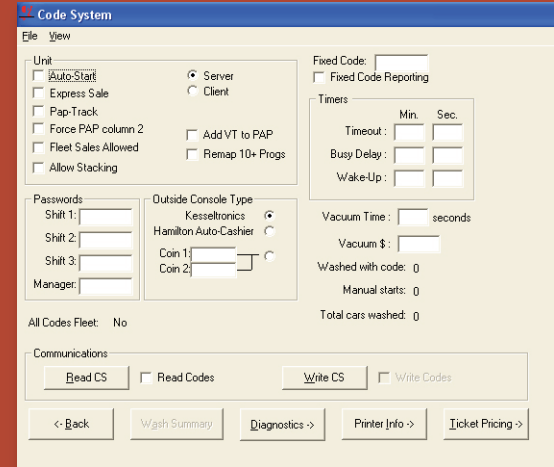 Code System
File View
Unit
Auto-Start
Express Sale
Pap-Track
Force PAP column 2
Fleet Sales Allowed
Allow Stacking
Server
Client
Add VT to PAP
Remap 10+ Progs
Fixed Code:
Fixed Code Reporting
Timers
Min. Sec.
Timeout :
Busy Delay :
Wake-Up :
Passwords
Shift 1:
Shift 2:
Shift 3:
Manager:
Outside Console Type
Kesseltronics
Hamilton Auto-Cashier
Coin 1:
Coin 2:
Vacuum Time : seconds
Vacuum $ :
Washed with code: 0
Manual starts: 0
Total cars washed: 0
All Codes Fleet: No
Communications
Read CS Read Codes Write CS Write Codes
<- Back Wash Summary Diagnostics -> Printer Info -> Ticket Pricing ->